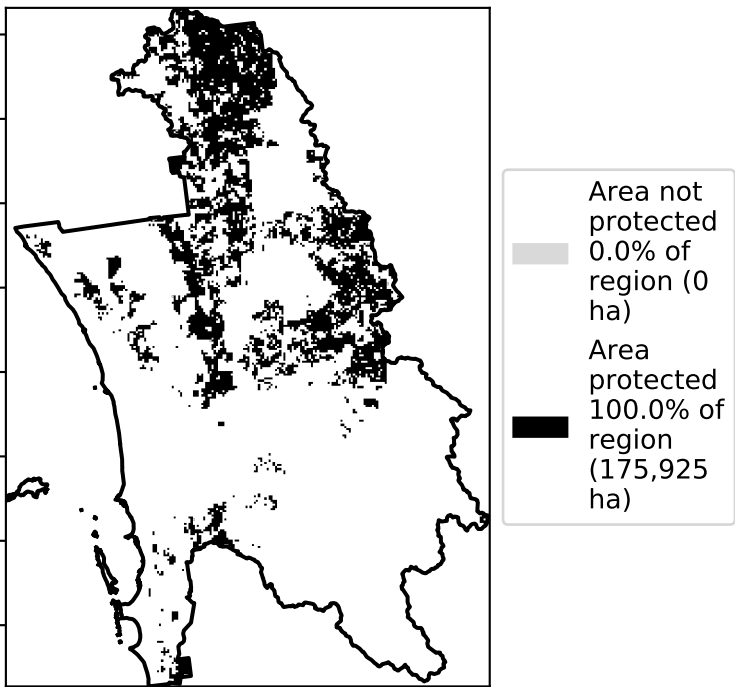 Area not
protected
0.0% of
region (0
ha)
Area
protected
100.0% of
region
(175,925
ha)